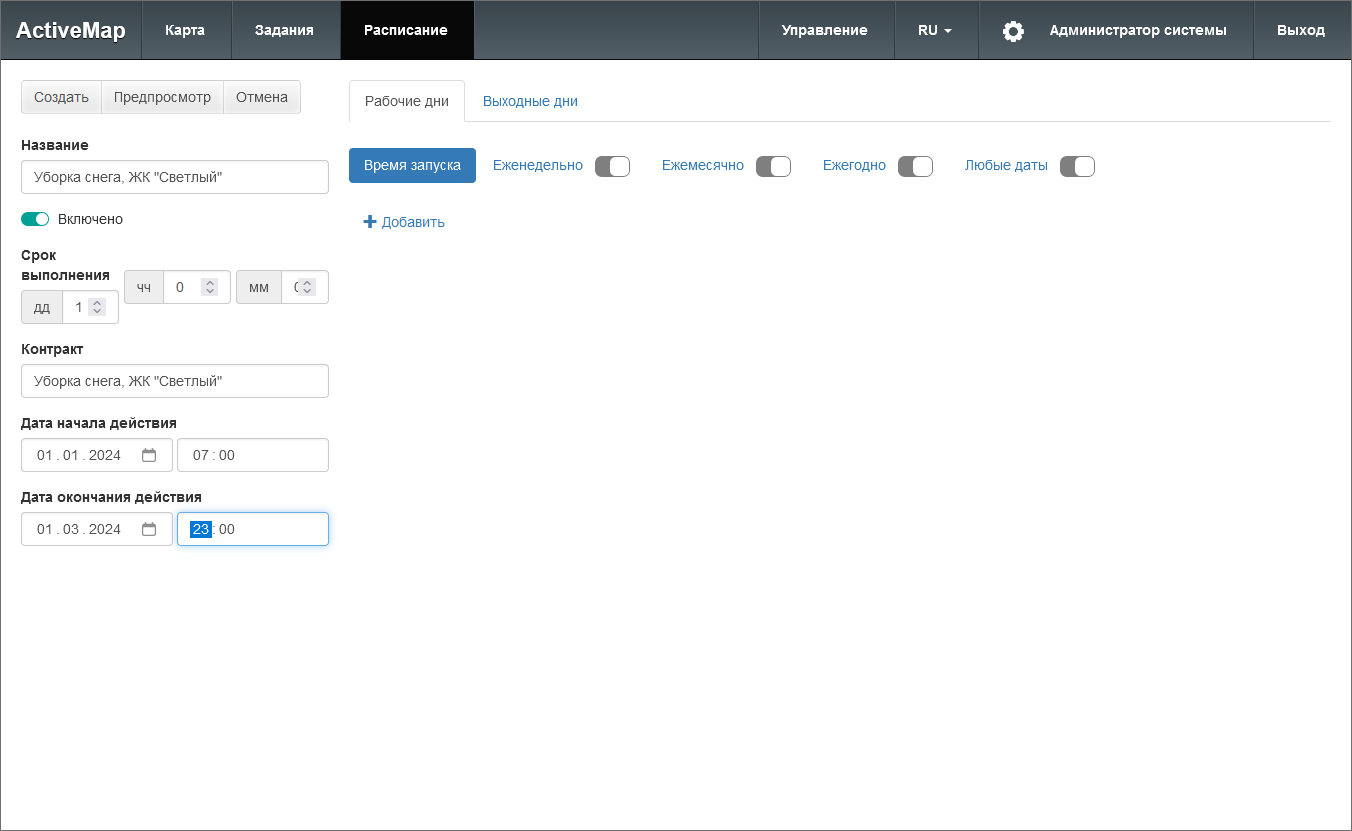 ActiveMap Карта Задания Расписание Управление RU Администратор системы Выход
Создать Предпросмотр Отмена
Рабочие дни Выходные дни
Название
Уборка снега, ЖК "Светлый"
Время запуска Еженедельно Ежемесячно Ежегодно Любые даты
Включено
Добавить
Срок
выполнения
дд 1
чч 0 мм 0
Контракт
Уборка снега, ЖК "Светлый"
Дата начала действия
01 . 01 . 2024 07 : 00
Дата окончания действия
01 . 03 . 2024 23 : 00